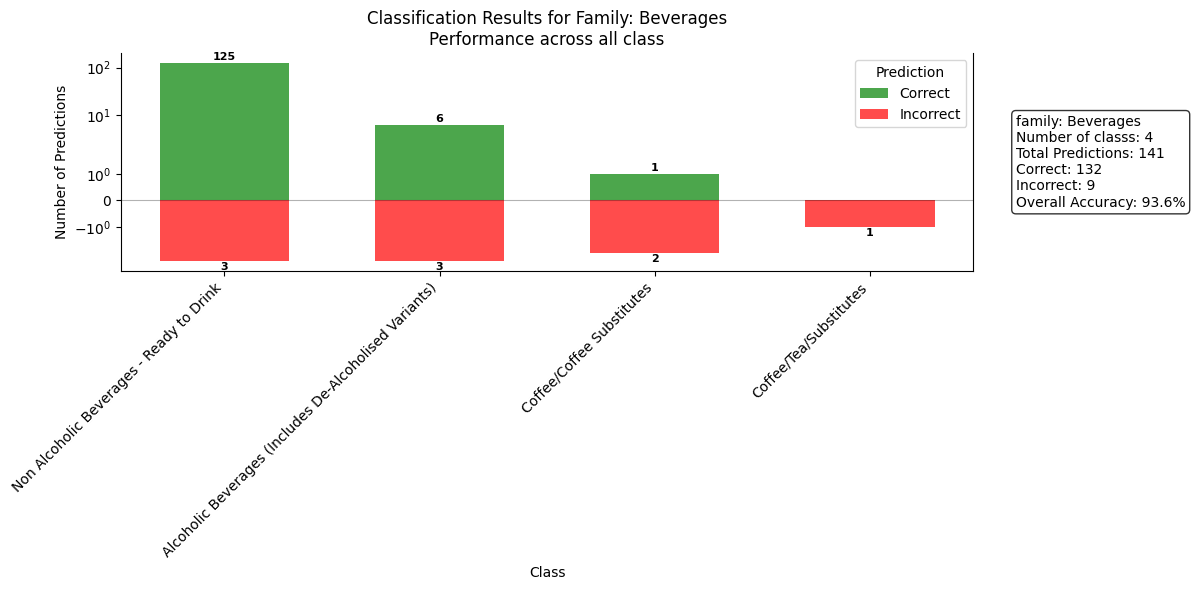 Classification Results for Family: Beverages
Performance across all class
Number of Predictions
10²
10¹
10⁰
0
−10⁰
125
6
1
3
3
2
1
Prediction
Correct
Incorrect
family: Beverages
Number of classs: 4
Total Predictions: 141
Correct: 132
Incorrect: 9
Overall Accuracy: 93.6%
Non Alcoholic Beverages - Ready to Drink
Alcoholic Beverages (Includes De-Alcoholised Variants)
Coffee/Coffee Substitutes
Coffee/Tea/Substitutes
Class